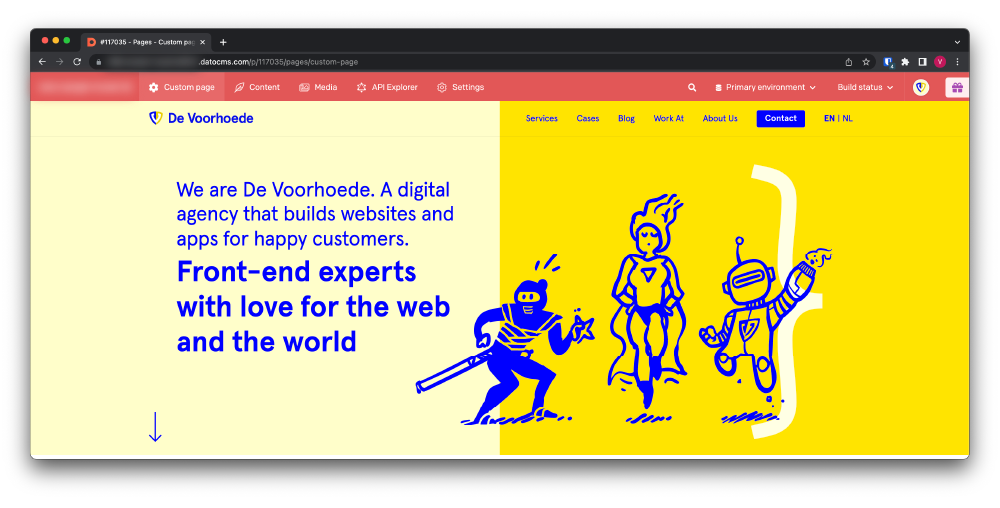 #117035 - Pages - Custom pag
.datocms.com/p/117035/pages/custom-page
Custom page
Content
Media
API Explorer
Settings
Primary environment
Build status
De Voorhoede
Services
Cases
Blog
Work At
About Us
Contact
EN | NL
We are De Voorhoede. A digital
agency that builds websites and
apps for happy customers.
Front-end experts
with love for the web
and the world